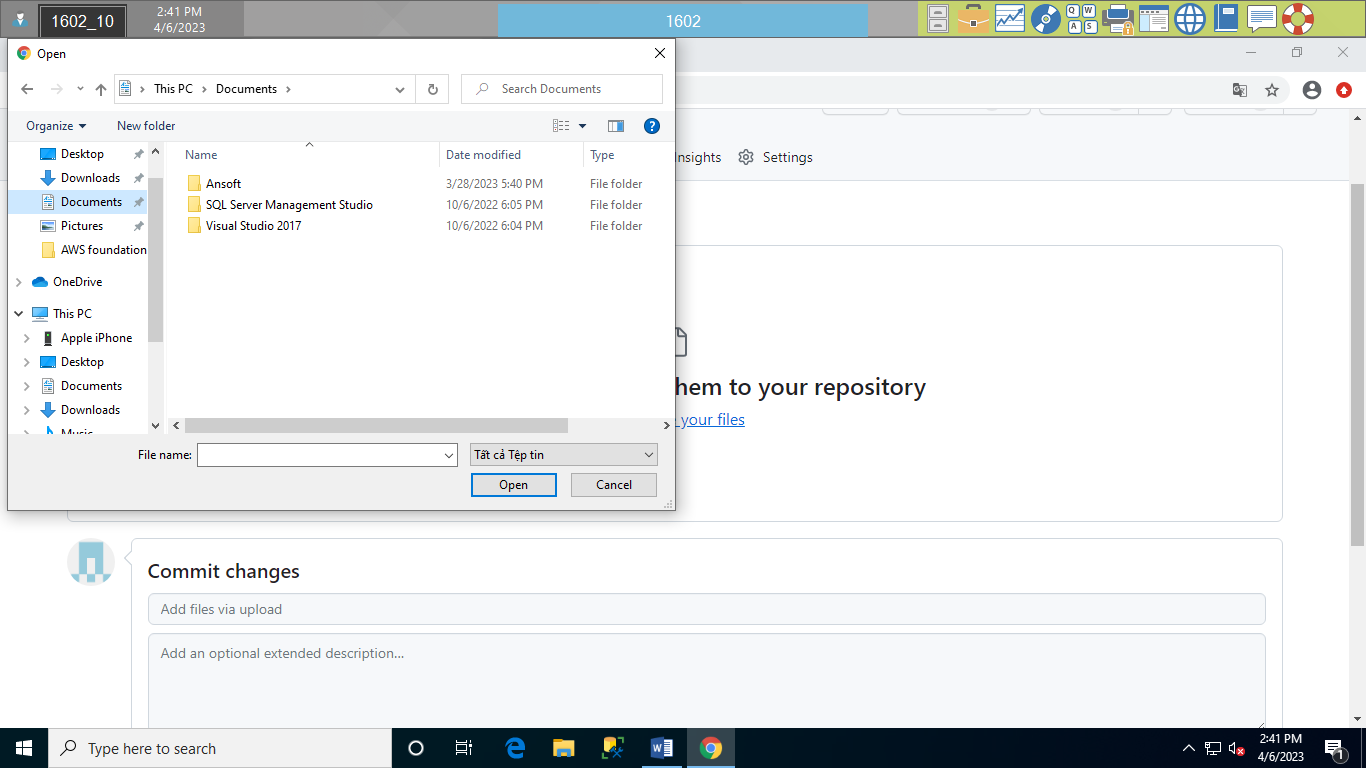 1602_10
2:41 PM
4/6/2023
1602
Q W
A S
Open
This PC
Documents
Search Documents
Organize
New folder
Desktop
Downloads
Documents
Pictures
AWS foundation
OneDrive
This PC
Apple iPhone
Desktop
Documents
Downloads
Music
Name
Date modified
Type
Ansoft
3/28/2023 5:40 PM
File folder
SQL Server Management Studio
10/6/2022 6:05 PM
File folder
Visual Studio 2017
10/6/2022 6:04 PM
File folder
File name:
Tất cả Tệp tin
Open
Cancel
Insights
Settings
hem to your repository
your files
Commit changes
Add files via upload
Add an optional extended description...
Type here to search
2:41 PM
4/6/2023
1